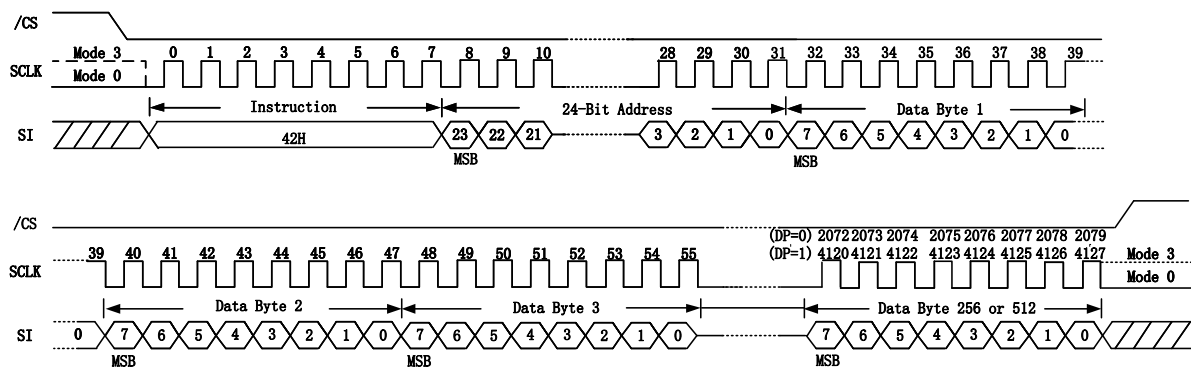 /CS
Mode 3 0 1 2 3 4 5 6 7 8 9 10 28 29 30 31 32 33 34 35 36 37 38 39
SCLK Mode 0
Instruction 24-Bit Address Data Byte 1
SI 42H 23 22 21 3 2 1 0 7 6 5 4 3 2 1 0
MSB MSB
/CS
(DP=0) 2072 2073 2074 2075 2076 2077 2078 2079
39 40 41 42 43 44 45 46 47 48 49 50 51 52 53 54 55 (DP=1) 4120 4121 4122 4123 4124 4125 4126 4127 Mode 3
SCLK Mode 0
Data Byte 2 Data Byte 3 Data Byte 256 or 512
SI 0 7 6 5 4 3 2 1 0 7 6 5 4 3 2 1 0 7 6 5 4 3 2 1 0
MSB MSB MSB